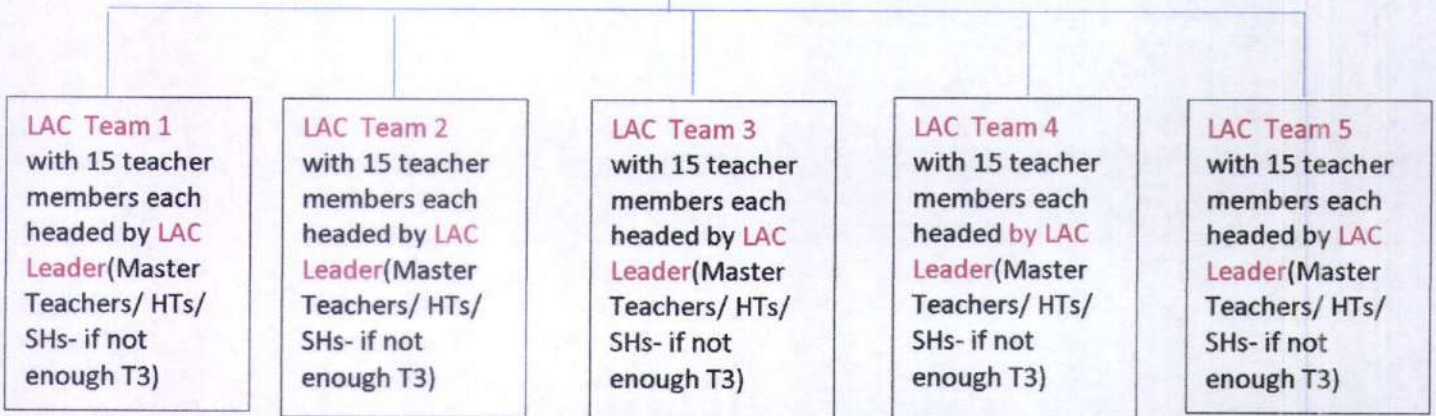 LAC Team 1
with 15 teacher
members each
headed by LAC
Leader(Master
Teachers/ HTs/
SHs- if not
enough T3)
LAC Team 2
with 15 teacher
members each
headed by LAC
Leader(Master
Teachers/ HTs/
SHs- if not
enough T3)
LAC Team 3
with 15 teacher
members each
headed by LAC
Leader(Master
Teachers/ HTs/
SHs- if not
enough T3)
LAC Team 4
with 15 teacher
members each
headed by LAC
Leader(Master
Teachers/ HTs/
SHs- if not
enough T3)
LAC Team 5
with 15 teacher
members each
headed by LAC
Leader(Master
Teachers/ HTs/
SHs- if not
enough T3)